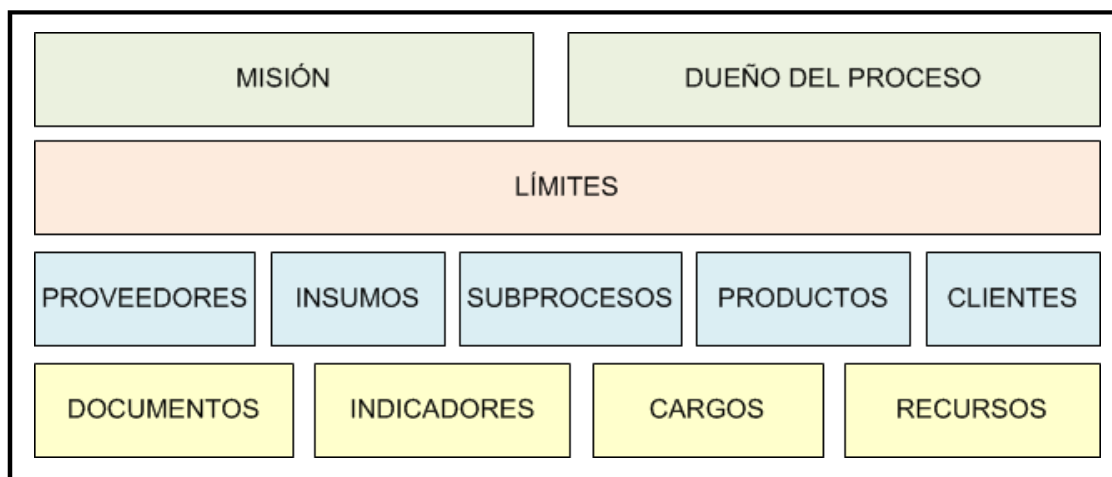 MISIÓN
DUEÑO DEL PROCESO
LÍMITES
PROVEEDORES
INSUMOS
SUBPROCESOS
PRODUCTOS
CLIENTES
DOCUMENTOS
INDICADORES
CARGOS
RECURSOS